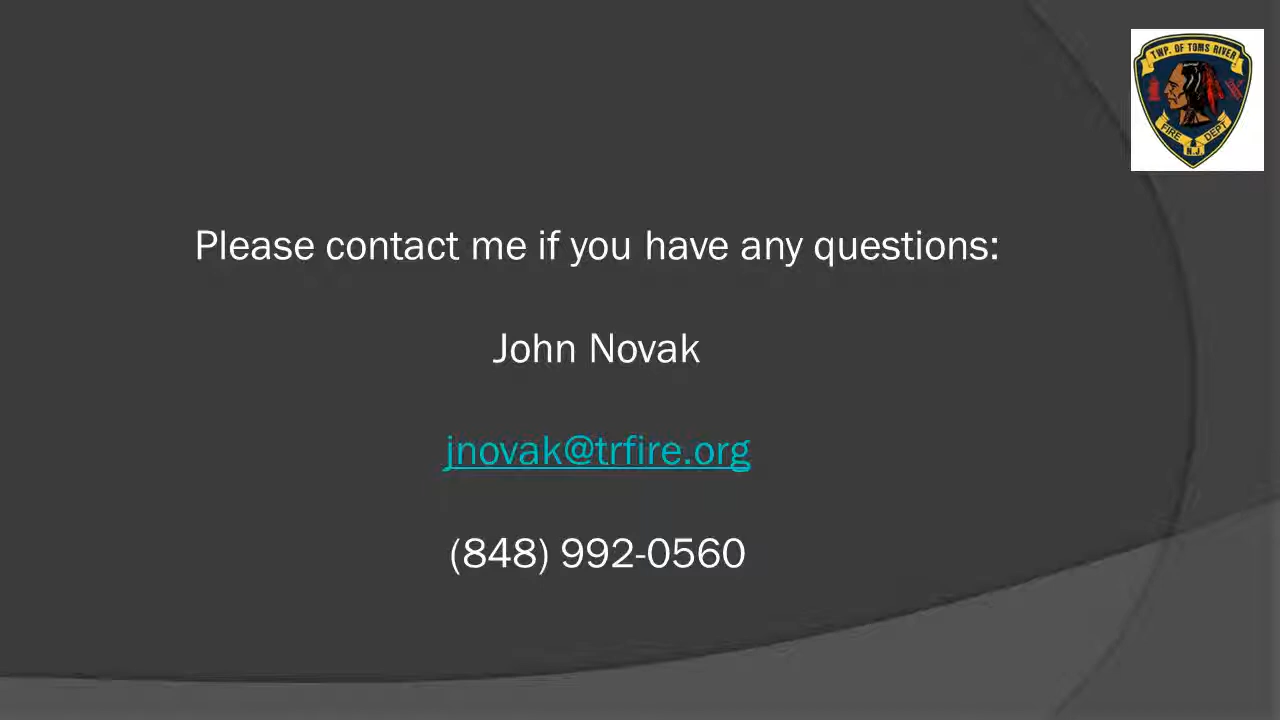 TWP. OF TOMS RIVER
FIRE DEPT
N.J.
Please contact me if you have any questions:
John Novak
jnovak@trfire.org
(848) 992-0560